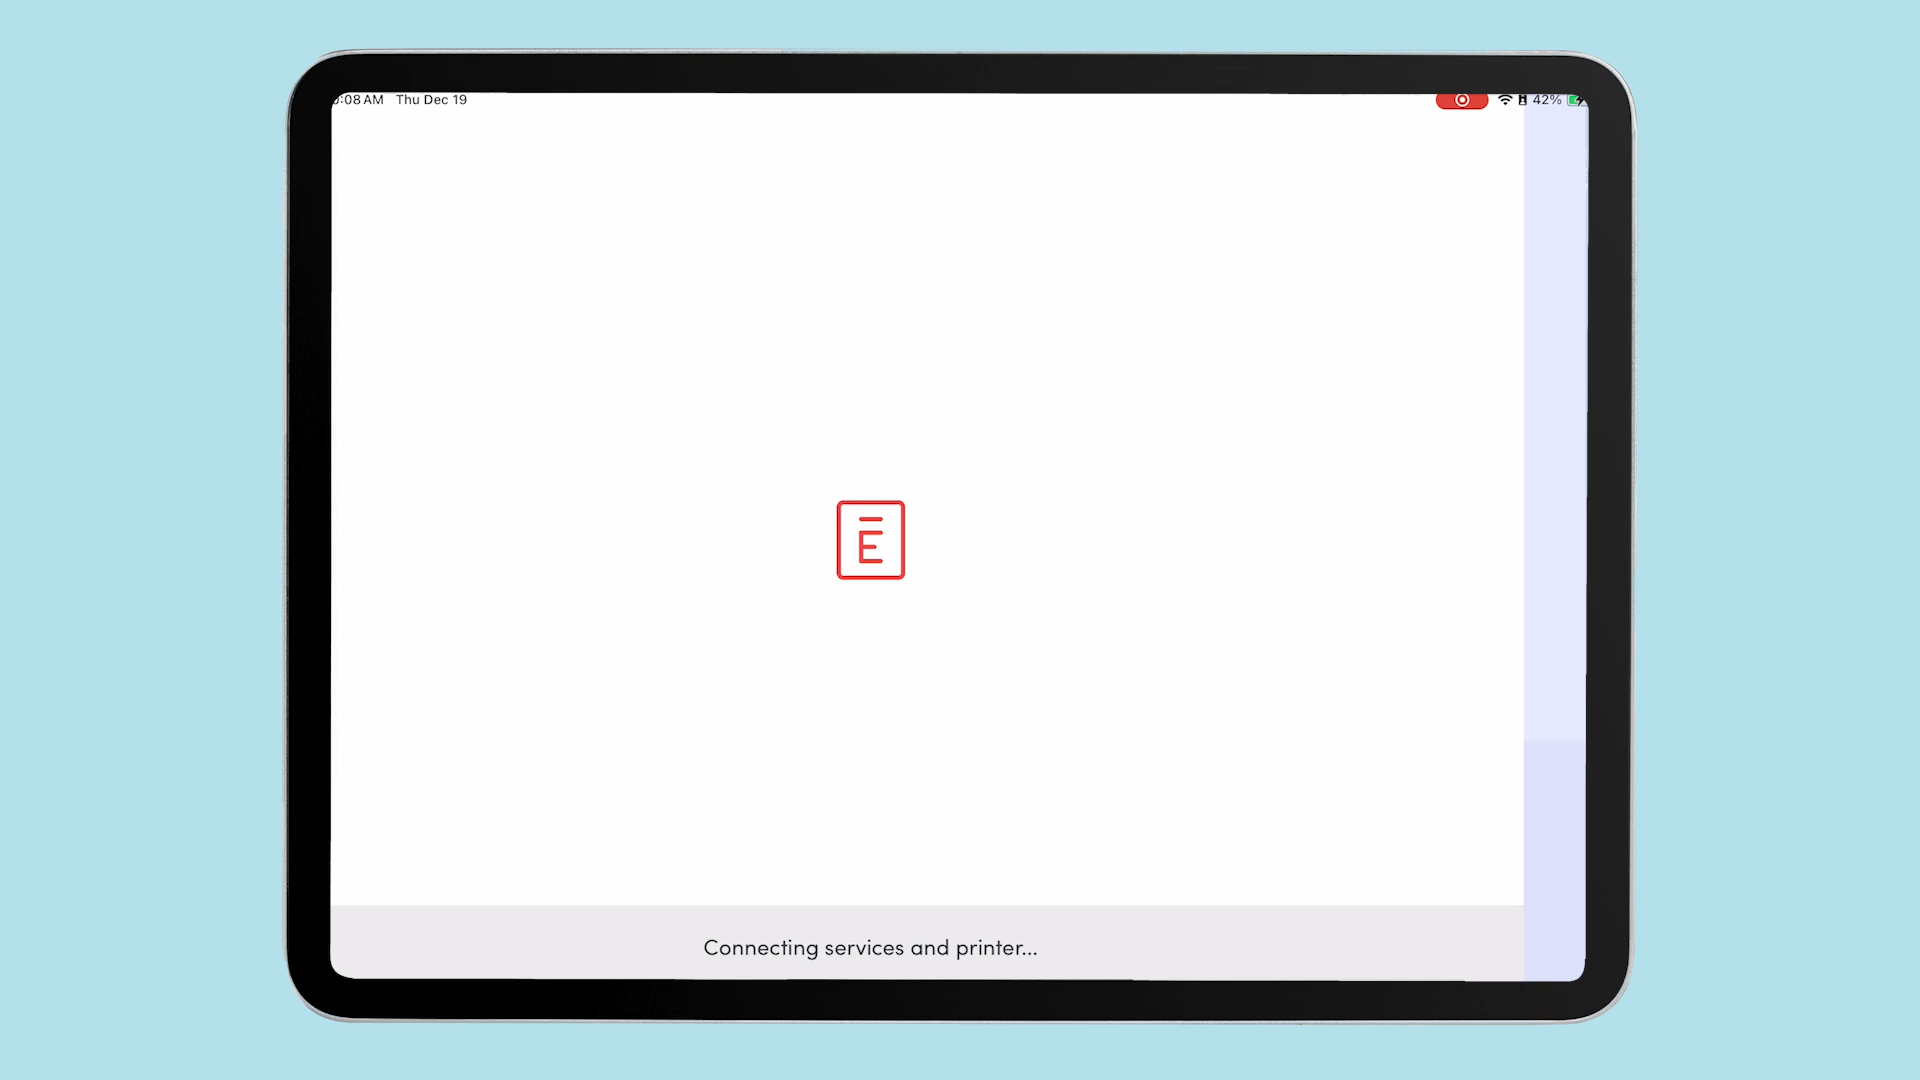 :08 AM Thu Dec 19
42%
Ē
Connecting services and printer...